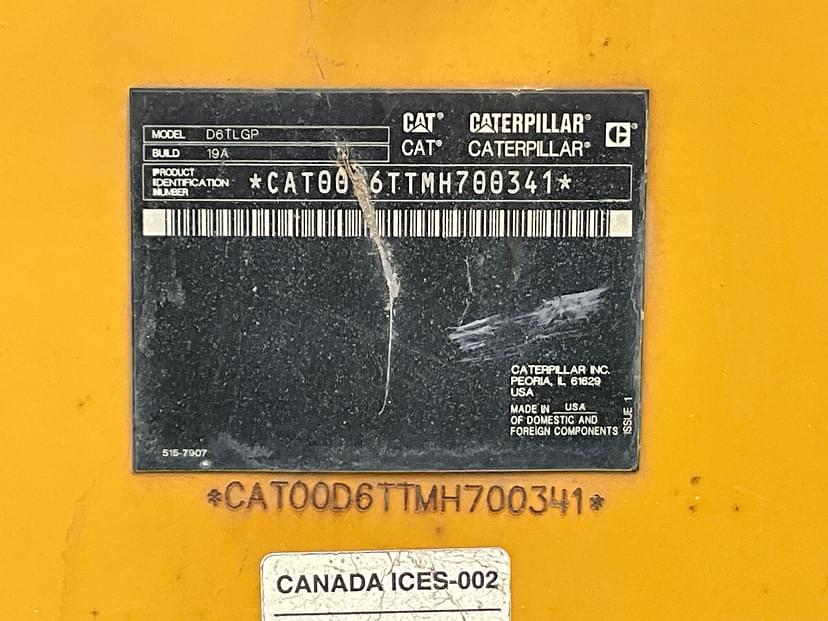 CAT® CATERPILLAR®
MODEL D6TLGP
BUILD 19A
CAT® CATERPILLAR®
PRODUCT
IDENTIFICATION
NUMBER
*CAT00D6TTMH700341*
CATERPILLAR INC.
PEORIA, IL 61629
USA
MADE IN USA
OF DOMESTIC AND
FOREIGN COMPONENTS
ISSUE 1
515-7907
*CAT00D6TTMH700341*
CANADA ICES-002